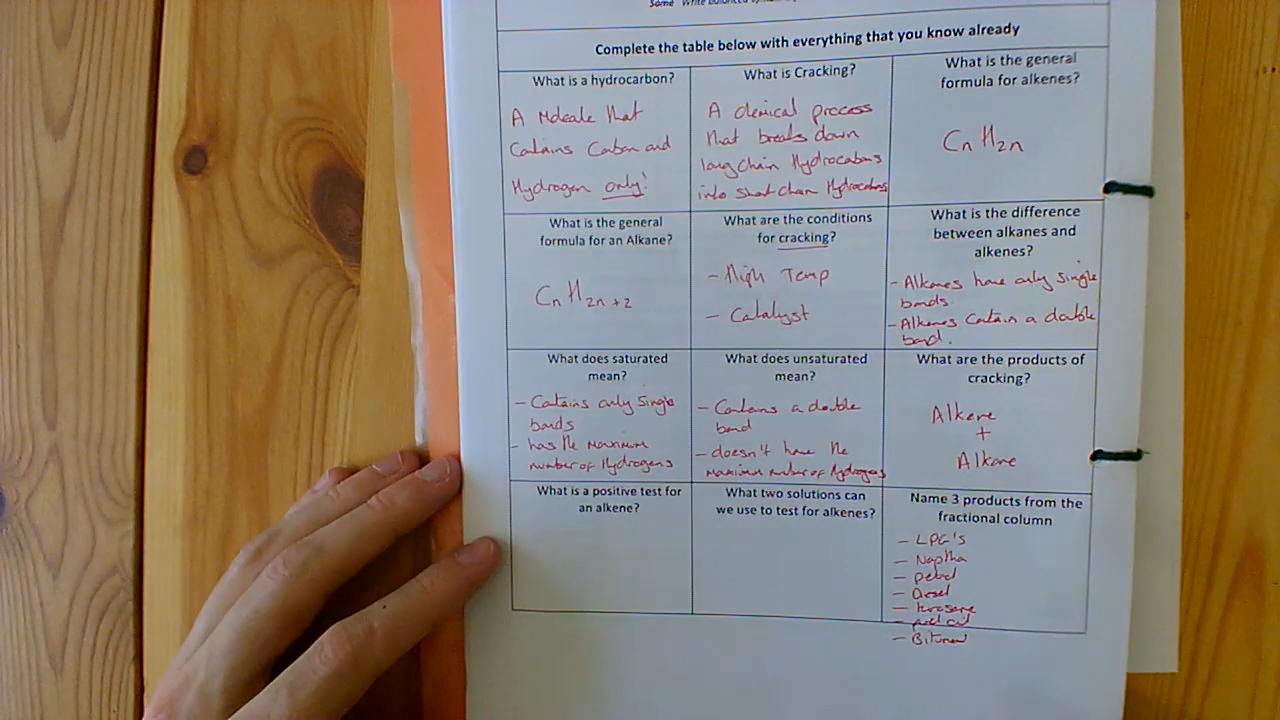 Some Write balanced
Complete the table below with everything that you know already
What is a hydrocarbon?
A Molecule that
Contains Carbon and
Hydrogen only!
What is Cracking?
A chemical process
that breaks down
long chain Hydrocarbons
into short chain Hydrocarbons
What is the general
formula for alkenes?
CnH2n
What is the general
formula for an Alkane?
CnH2n+2
What are the conditions
for cracking?
- High Temp
- Catalyst
What is the difference
between alkanes and
alkenes?
- Alkanes have only single
bonds.
- Alkenes Contain a double
bond.
What does saturated
mean?
- Contains only single
bonds
- has the maximum
number of Hydrogens
What does unsaturated
mean?
- Contains a double
bond
- doesn't have the
maximum number of hydrogens
What are the products of
cracking?
Alkene
+
Alkane
What is a positive test for
an alkene?
What two solutions can
we use to test for alkenes?
Name 3 products from the
fractional column
- LPG's
- Naptha
- petrol
- Diesel
- kerosene
- fuel oil
- Bitumen